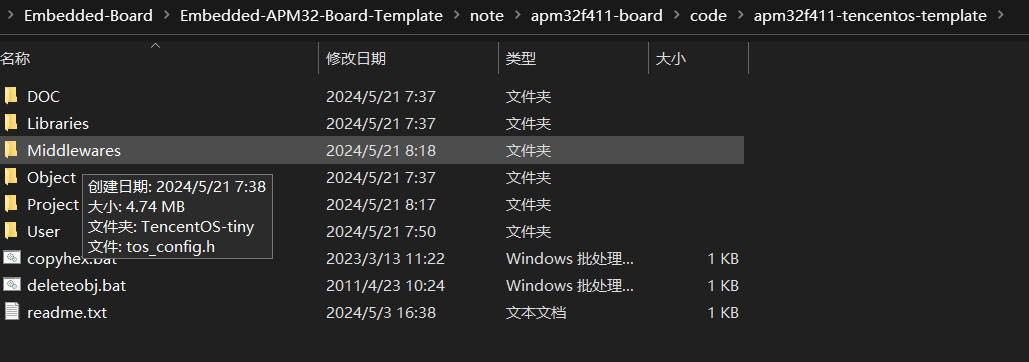 Embedded-Board > Embedded-APM32-Board-Template > note > apm32f411-board > code > apm32f411-tencentos-template >
名称 修改日期 类型 大小
DOC 2024/5/21 7:37 文件夹
Libraries 2024/5/21 7:37 文件夹
Middlewares 2024/5/21 8:18 文件夹
Object 2024/5/21 7:37 文件夹
Project 2024/5/21 8:17 文件夹
User 2024/5/21 7:50 文件夹
创建日期: 2024/5/21 7:38
大小: 4.74 MB
文件夹: TencentOS-tiny
文件: tos_config.h
copyhex.bat 2023/3/13 11:22 Windows 批处理... 1 KB
deleteobj.bat 2011/4/23 10:24 Windows 批处理... 1 KB
readme.txt 2024/5/3 16:38 文本文档 1 KB